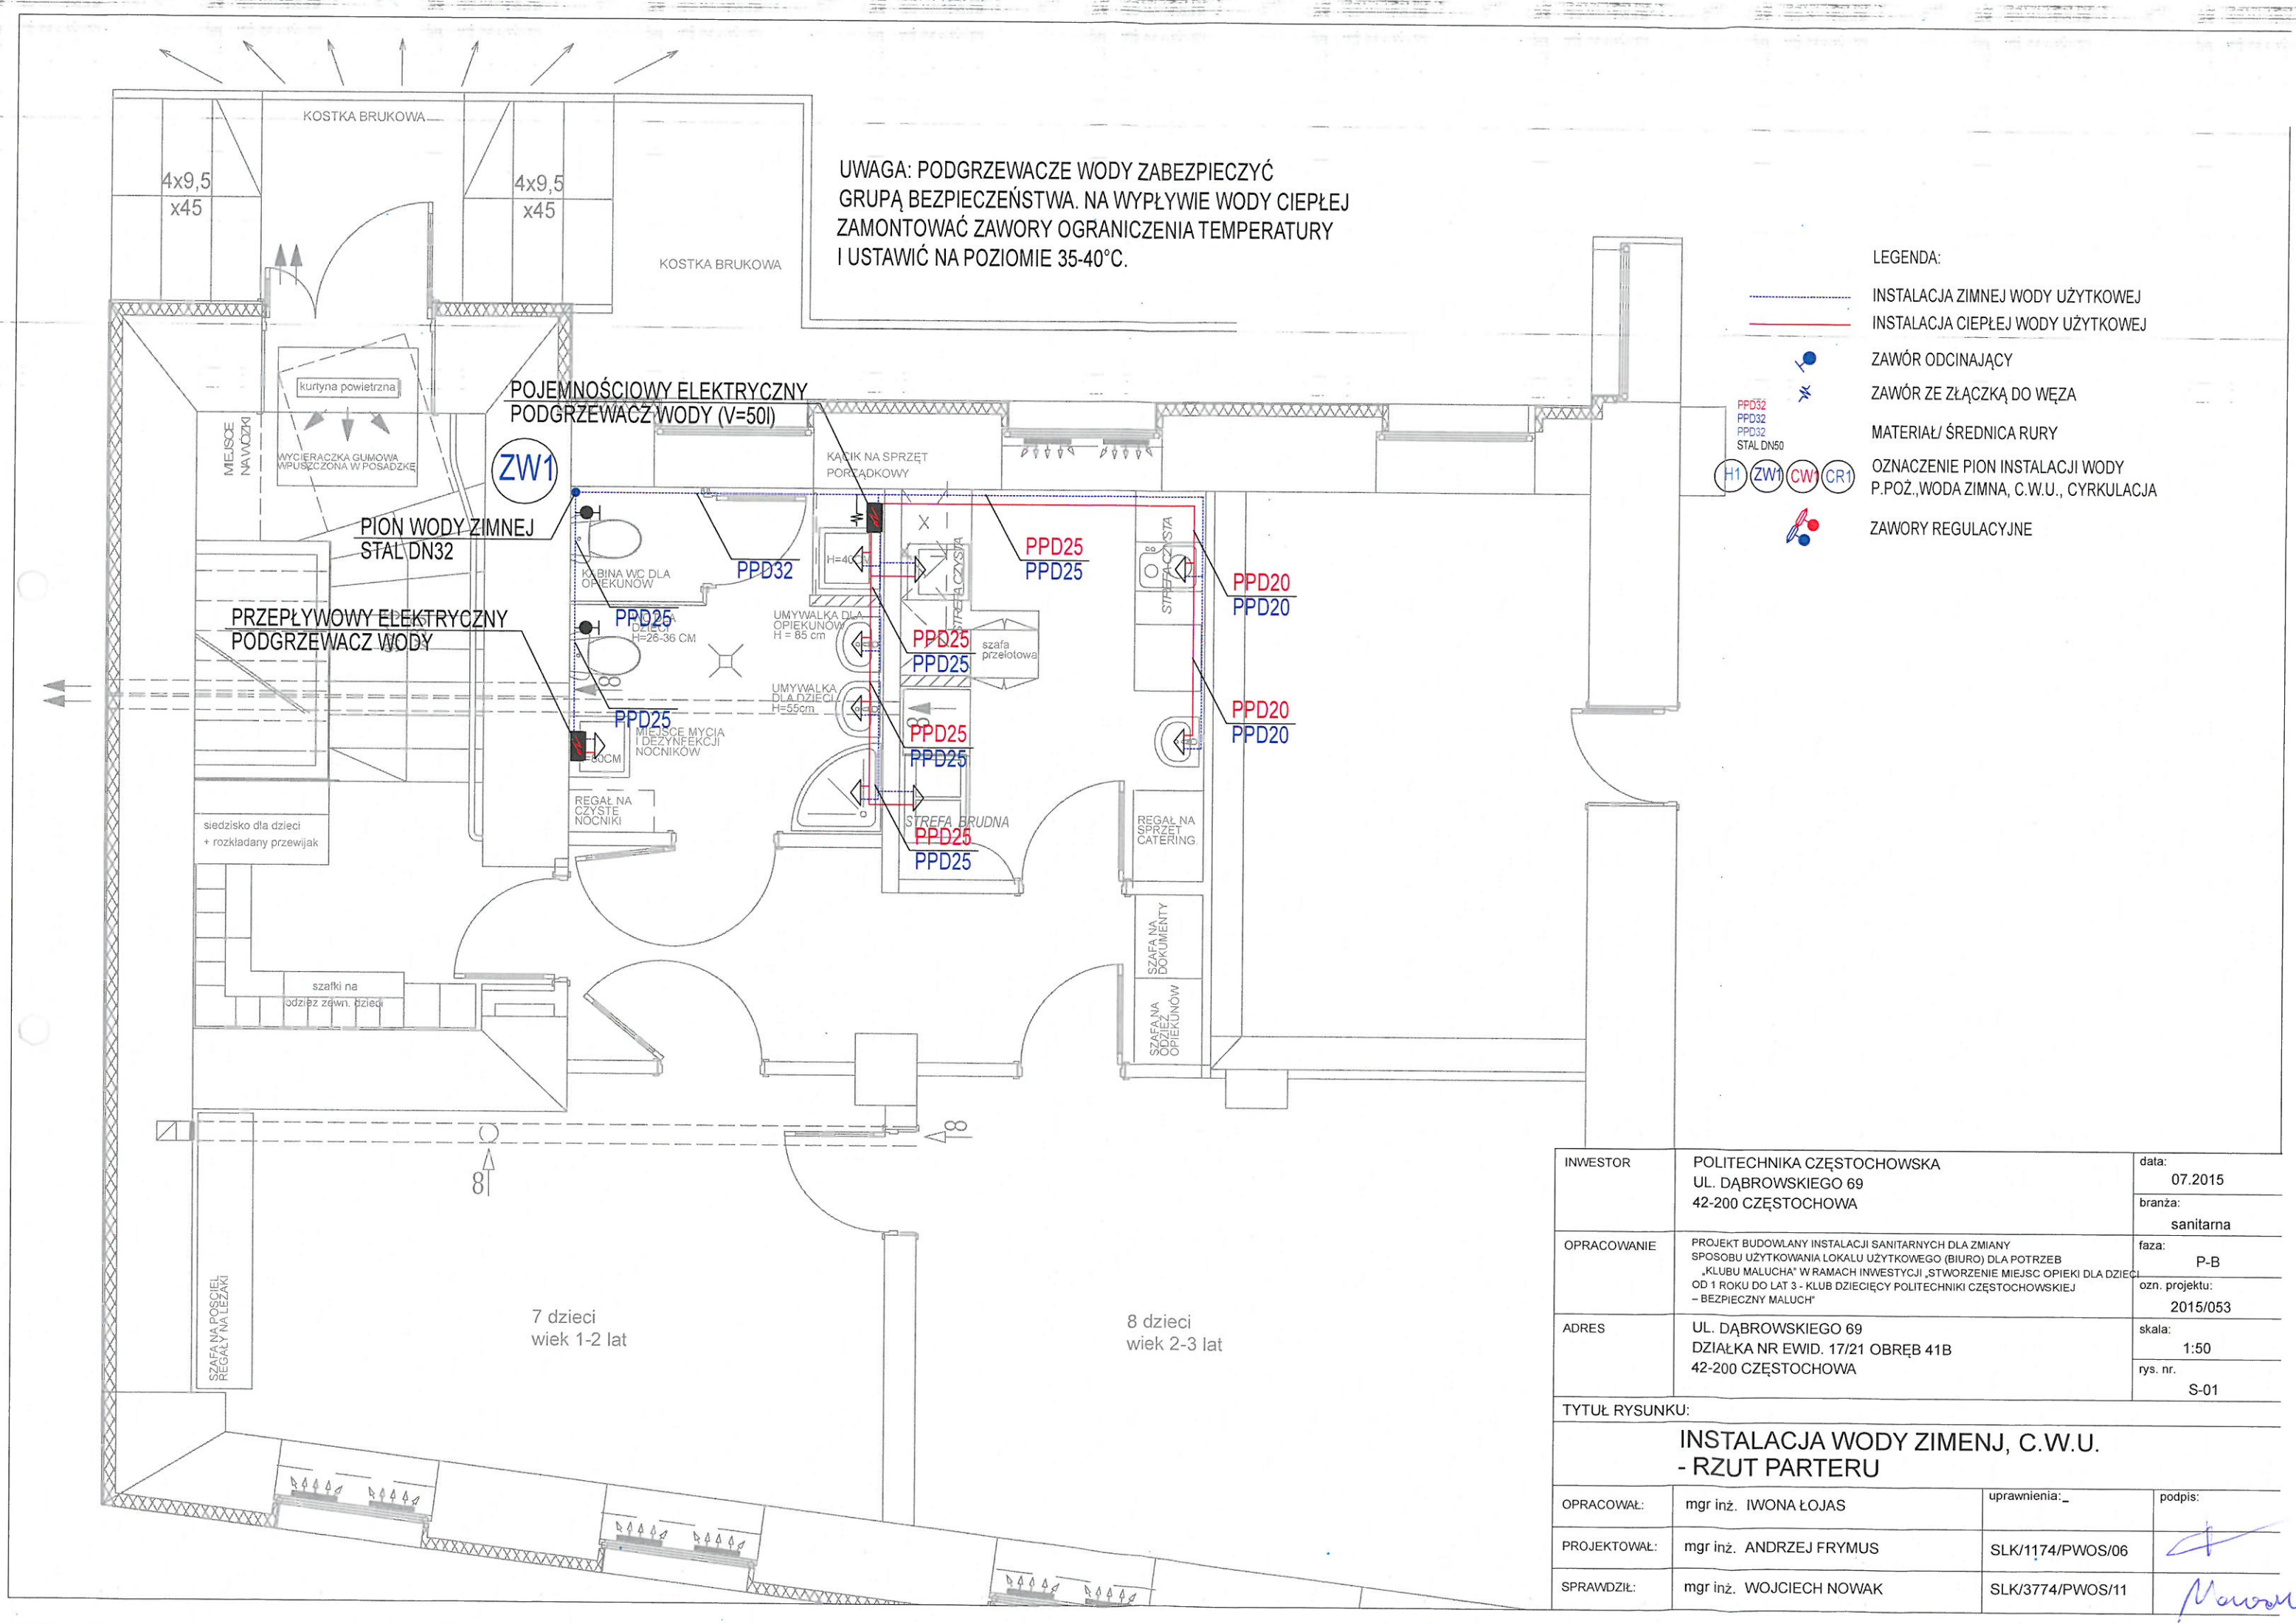 KOSTKA BRUKOWA
4x9,5
x45
4x9,5
x45
KOSTKA BRUKOWA
UWAGA: PODGRZEWACZE WODY ZABEZPIECZYĆ
GRUPĄ BEZPIECZEŃSTWA. NA WYPŁYWIE WODY CIEPŁEJ
ZAMONTOWAĆ ZAWORY OGRANICZENIA TEMPERATURY
I USTAWIĆ NA POZIOMIE 35-40°C.
LEGENDA:
INSTALACJA ZIMNEJ WODY UŻYTKOWEJ
INSTALACJA CIEPŁEJ WODY UŻYTKOWEJ
ZAWÓR ODCINAJĄCY
ZAWÓR ZE ZŁĄCZKĄ DO WĘZA
PPD32
PPD32
PPD32
STAL DN50
MATERIAŁ/ ŚREDNICA RURY
H1 ZW1 CW1 CR1
OZNACZENIE PION INSTALACJI WODY
P.POŻ.,WODA ZIMNA, C.W.U., CYRKULACJA
ZAWORY REGULACYJNE
kurtyna powietrzna
MIEJSCE
NA WÓZKI
WYCIERACZKA GUMOWA
WPUSZCZONA W POSADZKĘ
POJEMNOŚCIOWY ELEKTRYCZNY
PODGRZEWACZ WODY (V=50l)
ZW1
KĄCIK NA SPRZĘT
PORZĄDKOWY
PION WODY ZIMNEJ
STAL DN32
PPD32
KABINA WC DLA
OPIEKUNÓW
PPD25
PPD25
STREFA CZYSTA
STREFA CZYSTA
PPD20
PPD20
PRZEPŁYWOWY ELEKTRYCZNY
PODGRZEWACZ WODY
PPD25
H=26-36 CM
UMYWALKA DLA
OPIEKUNÓW
H = 85 cm
PPD25
PPD25
szafa
przelotowa
8
UMYWALKA
DLA DZIECI
H=55cm
8
PPD25
MIEJSCE MYCIA
I DEZYNFEKCJI
NOCNIKÓW
PPD25
PPD25
PPD20
PPD20
REGAŁ NA
CZYSTE
NOCNIKI
STREFA BRUDNA
PPD25
PPD25
REGAŁ NA
SPRZĘT
CATERING
siedzisko dla dzieci
+ rozkładany przewijak
SZAFA NA
DOKUMENTY
szafki na
odzież zewn. dzieci
SZAFA NA
ODZIEŻ
OPIEKUNÓW
8
8
SZAFA NA POŚCIEL
REGAŁY NA LEŻAKI
7 dzieci
wiek 1-2 lat
8 dzieci
wiek 2-3 lat
INWESTOR
POLITECHNIKA CZĘSTOCHOWSKA
UL. DĄBROWSKIEGO 69
42-200 CZĘSTOCHOWA
data:
07.2015
branża:
sanitarna
OPRACOWANIE
PROJEKT BUDOWLANY INSTALACJI SANITARNYCH DLA ZMIANY
SPOSOBU UŻYTKOWANIA LOKALU UŻYTKOWEGO (BIURO) DLA POTRZEB
„KLUBU MALUCHA" W RAMACH INWESTYCJI „STWORZENIE MIEJSC OPIEKI DLA DZIECI
OD 1 ROKU DO LAT 3 - KLUB DZIECIĘCY POLITECHNIKI CZĘSTOCHOWSKIEJ
– BEZPIECZNY MALUCH"
faza:
P-B
ozn. projektu:
2015/053
ADRES
UL. DĄBROWSKIEGO 69
DZIAŁKA NR EWID. 17/21 OBRĘB 41B
42-200 CZĘSTOCHOWA
skala:
1:50
rys. nr.
S-01
TYTUŁ RYSUNKU:
INSTALACJA WODY ZIMENJ, C.W.U.
- RZUT PARTERU
OPRACOWAŁ:
mgr inż. IWONA ŁOJAS
uprawnienia:_
podpis:
PROJEKTOWAŁ:
mgr inż. ANDRZEJ FRYMUS
SLK/1174/PWOS/06
SPRAWDZIŁ:
mgr inż. WOJCIECH NOWAK
SLK/3774/PWOS/11